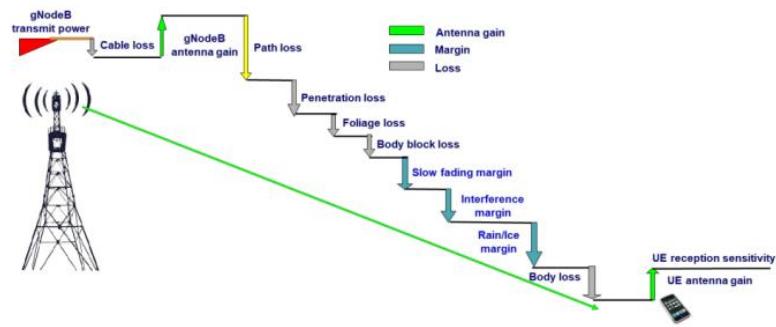 gNodeB
transmit power
Cable loss
gNodeB
antenna gain
Path loss
Antenna gain
Margin
Loss
Penetration loss
Foliage loss
Body block loss
Slow fading margin
Interference
margin
Rain/Ice
margin
Body loss
UE reception sensitivity
UE antenna gain